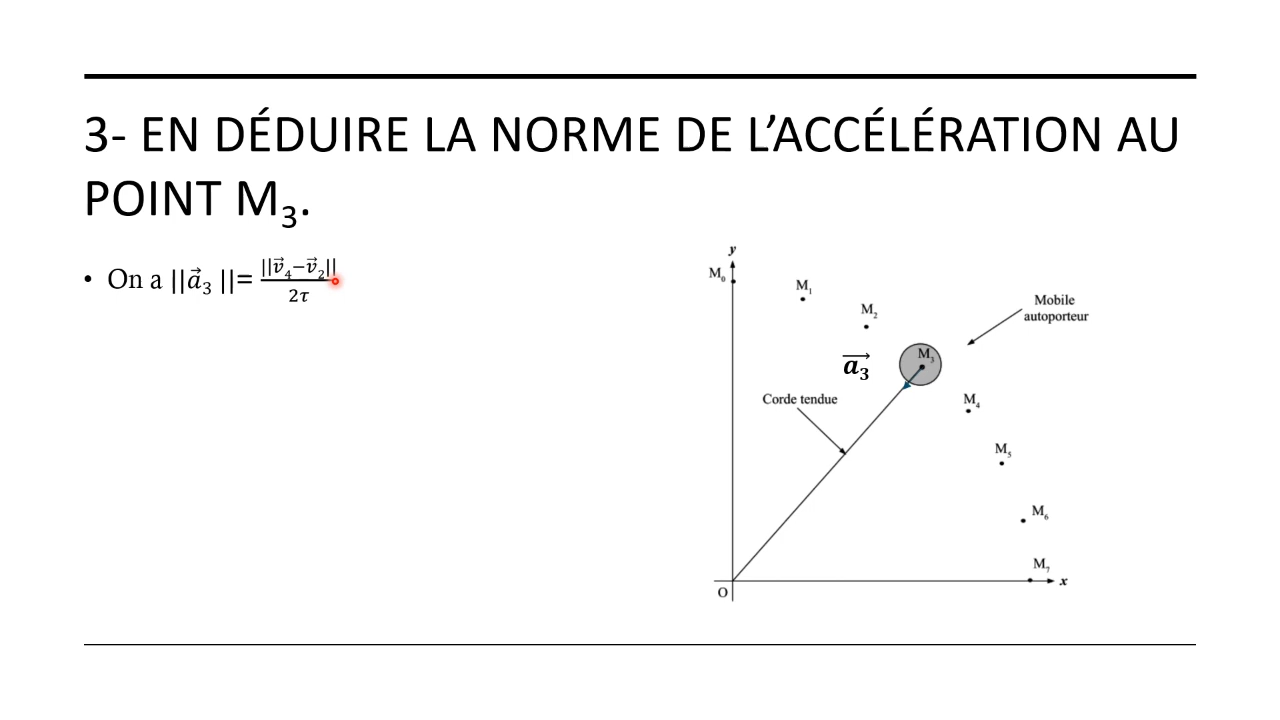 3- EN DÉDUIRE LA NORME DE L’ACCÉLÉRATION AU
POINT M₃.
• On a ||a⃗₃ ||= ||v⃗₄−v⃗₂|| / 2τ
y
M₀
M₁
M₂
Mobile
autoporteur
M₃
a₃⃗
Corde tendue
M₄
M₅
M₆
M₇
x
O